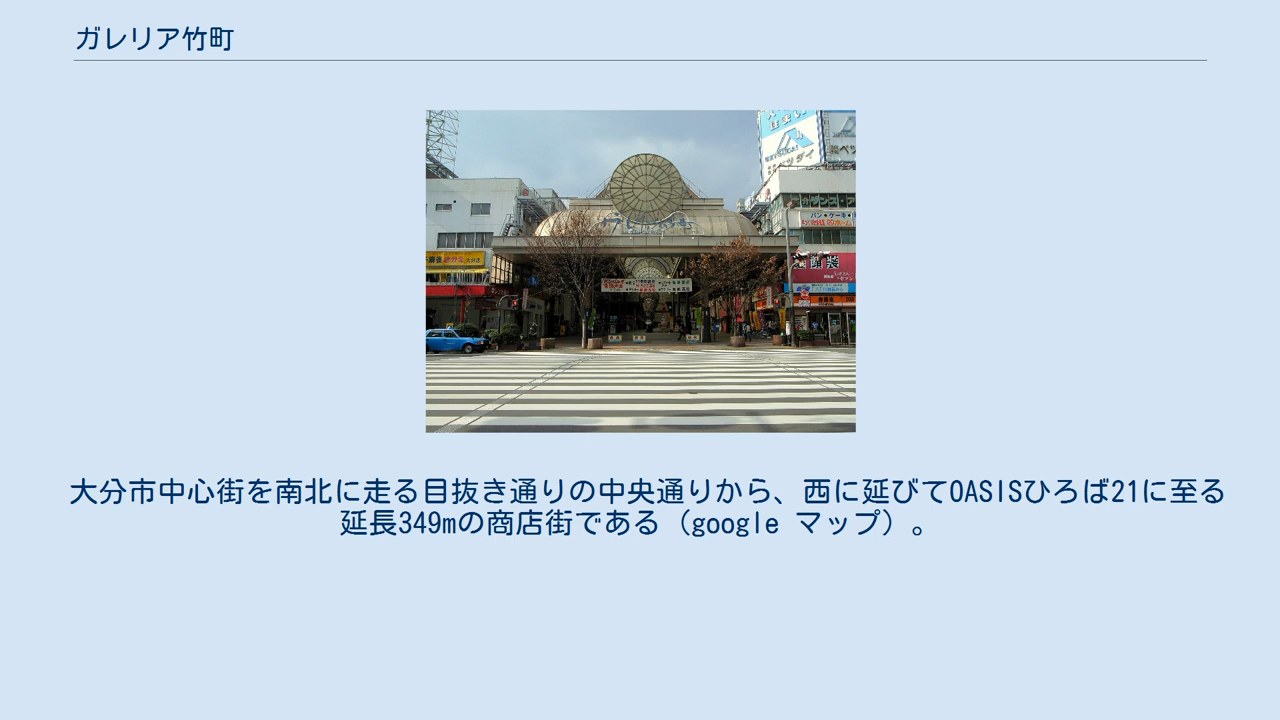 ガレリア竹町
大分市中心街を南北に走る目抜き通りの中央通りから、西に延びてOASISひろば21に至る
延長349mの商店街である（google マップ）。